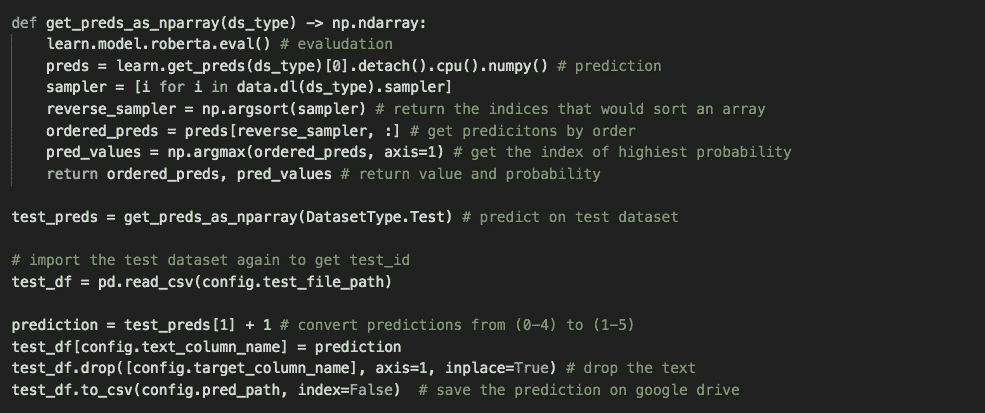 def get_preds_as_nparray(ds_type) -> np.ndarray:
    learn.model.roberta.eval() # evaludation
    preds = learn.get_preds(ds_type)[0].detach().cpu().numpy() # prediction
    sampler = [i for i in data.dl(ds_type).sampler]
    reverse_sampler = np.argsort(sampler) # return the indices that would sort an array
    ordered_preds = preds[reverse_sampler, :] # get predicitons by order
    pred_values = np.argmax(ordered_preds, axis=1) # get the index of highiest probability
    return ordered_preds, pred_values # return value and probability

test_preds = get_preds_as_nparray(DatasetType.Test) # predict on test dataset

# import the test dataset again to get test_id
test_df = pd.read_csv(config.test_file_path)

prediction = test_preds[1] + 1 # convert predictions from (0-4) to (1-5)
test_df[config.text_column_name] = prediction
test_df.drop([config.target_column_name], axis=1, inplace=True) # drop the text
test_df.to_csv(config.pred_path, index=False)  # save the prediction on google drive